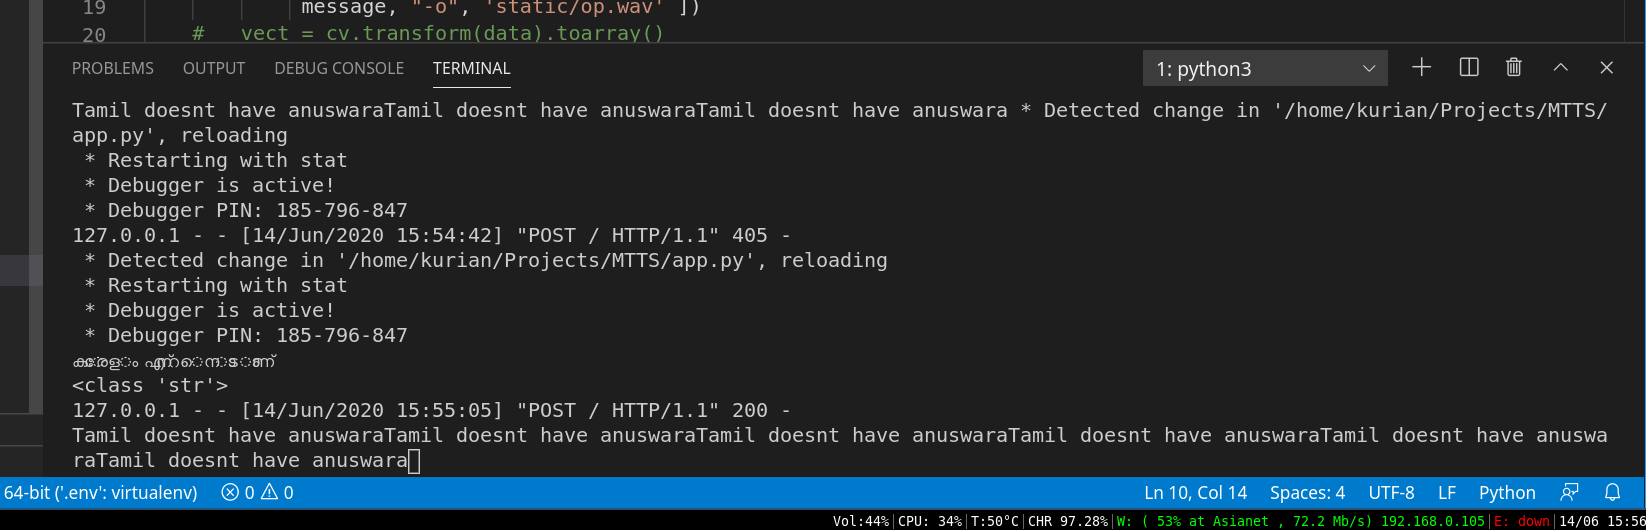 19 message, "-o", 'static/op.wav' ])
20 # vect = cv.transform(data).toarray()
PROBLEMS OUTPUT DEBUG CONSOLE TERMINAL 1: python3
Tamil doesnt have anuswaraTamil doesnt have anuswaraTamil doesnt have anuswara * Detected change in '/home/kurian/Projects/MTTS/
app.py', reloading
* Restarting with stat
* Debugger is active!
* Debugger PIN: 185-796-847
127.0.0.1 - - [14/Jun/2020 15:54:42] "POST / HTTP/1.1" 405 -
* Detected change in '/home/kurian/Projects/MTTS/app.py', reloading
* Restarting with stat
* Debugger is active!
* Debugger PIN: 185-796-847
<class 'str'>
127.0.0.1 - - [14/Jun/2020 15:55:05] "POST / HTTP/1.1" 200 -
Tamil doesnt have anuswaraTamil doesnt have anuswaraTamil doesnt have anuswaraTamil doesnt have anuswaraTamil doesnt have anuswa
raTamil doesnt have anuswara
64-bit ('.env': virtualenv) 0 0 Ln 10, Col 14 Spaces: 4 UTF-8 LF Python
Vol:44% CPU: 34% T:50°C CHR 97.28% W: ( 53% at Asianet , 72.2 Mb/s) 192.168.0.105 E: down 14/06